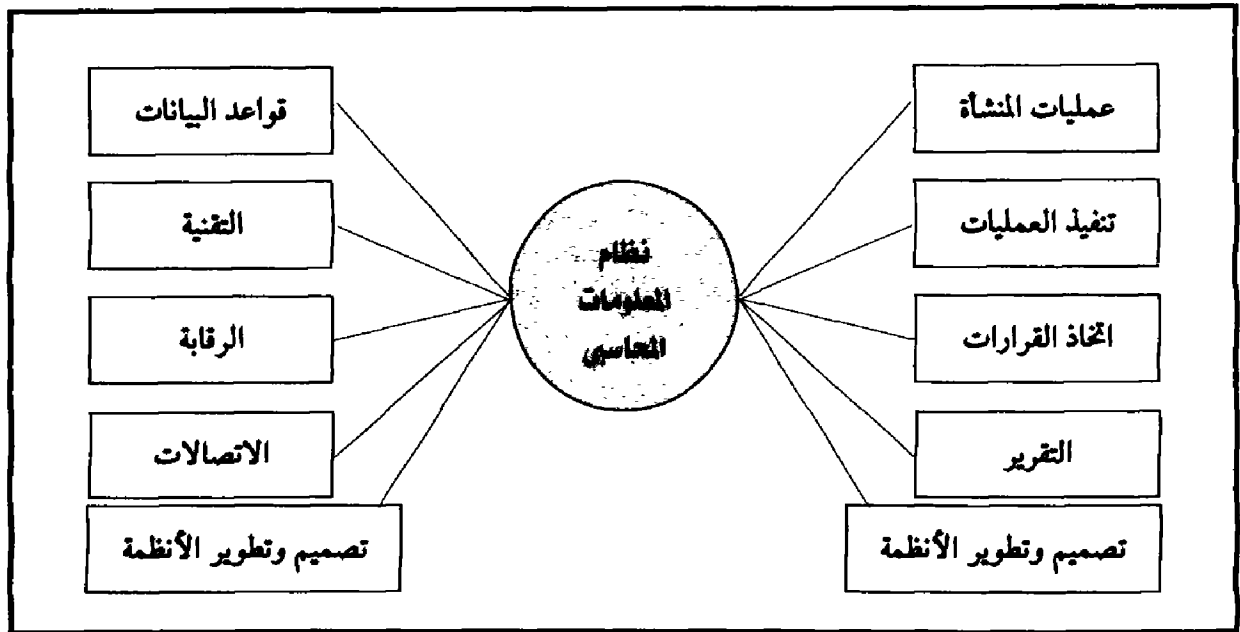 عمليات المنشأة
تنفيذ العمليات
اتخاذ القرارات
التقرير
تصميم وتطوير الأنظمة
نظام
المعلومات
المحاسبي
قواعد البيانات
التقنية
الرقابة
الاتصالات
تصميم وتطوير الأنظمة